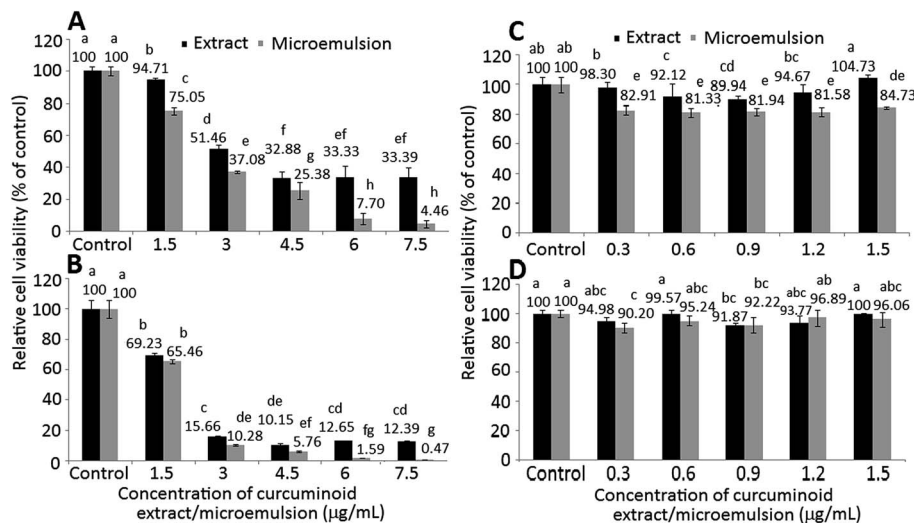 A
Extract Microemulsion
Relative cell viability (% of control)
120
100
80
60
40
20
0
a a b c d e f g ef h ef h
100 100 94.71 75.05 51.46 37.08 32.88 25.38 33.33 7.70 33.39 4.46
Control 1.5 3 4.5 6 7.5
B
120
100
80
60
40
20
0
a a b b c de de ef cd fg cd g
100 100 69.23 65.46 15.66 10.28 10.15 5.76 12.65 1.59 12.39 0.47
Control 1.5 3 4.5 6 7.5
Concentration of curcuminoid
extract/microemulsion (µg/mL)
C
Extract Microemulsion
Relative cell viability (% of control)
120
100
80
60
40
20
0
ab ab b e c e cd e bc e a de
100 100 98.30 82.91 92.12 81.33 89.94 81.94 94.67 81.58 104.73 84.73
Control 0.3 0.6 0.9 1.2 1.5
D
120
100
80
60
40
20
0
a a abc c a abc bc bc abc ab abc abc
100 100 94.98 90.20 99.57 95.24 91.87 92.22 93.77 96.89 100 96.06
Control 0.3 0.6 0.9 1.2 1.5
Concentration of curcuminoid
extract/microemulsion (µg/mL)